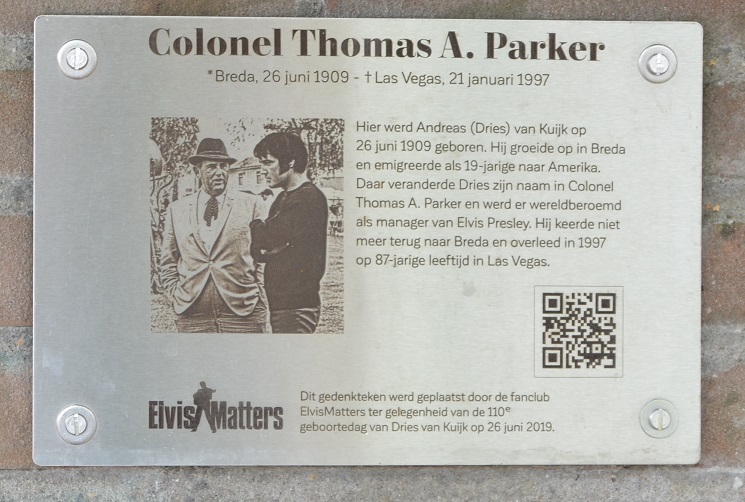 Colonel Thomas A. Parker
*Breda, 26 juni 1909 - †Las Vegas, 21 januari 1997
Hier werd Andreas (Dries) van Kuijk op
26 juni 1909 geboren. Hij groeide op in Breda
en emigreerde als 19-jarige naar Amerika.
Daar veranderde Dries zijn naam in Colonel
Thomas A. Parker en werd er wereldberoemd
als manager van Elvis Presley. Hij keerde niet
meer terug naar Breda en overleed in 1997
op 87-jarige leeftijd in Las Vegas.
ElvisMatters
Dit gedenkteken werd geplaatst door de fanclub
ElvisMatters ter gelegenheid van de 110e
geboortedag van Dries van Kuijk op 26 juni 2019.